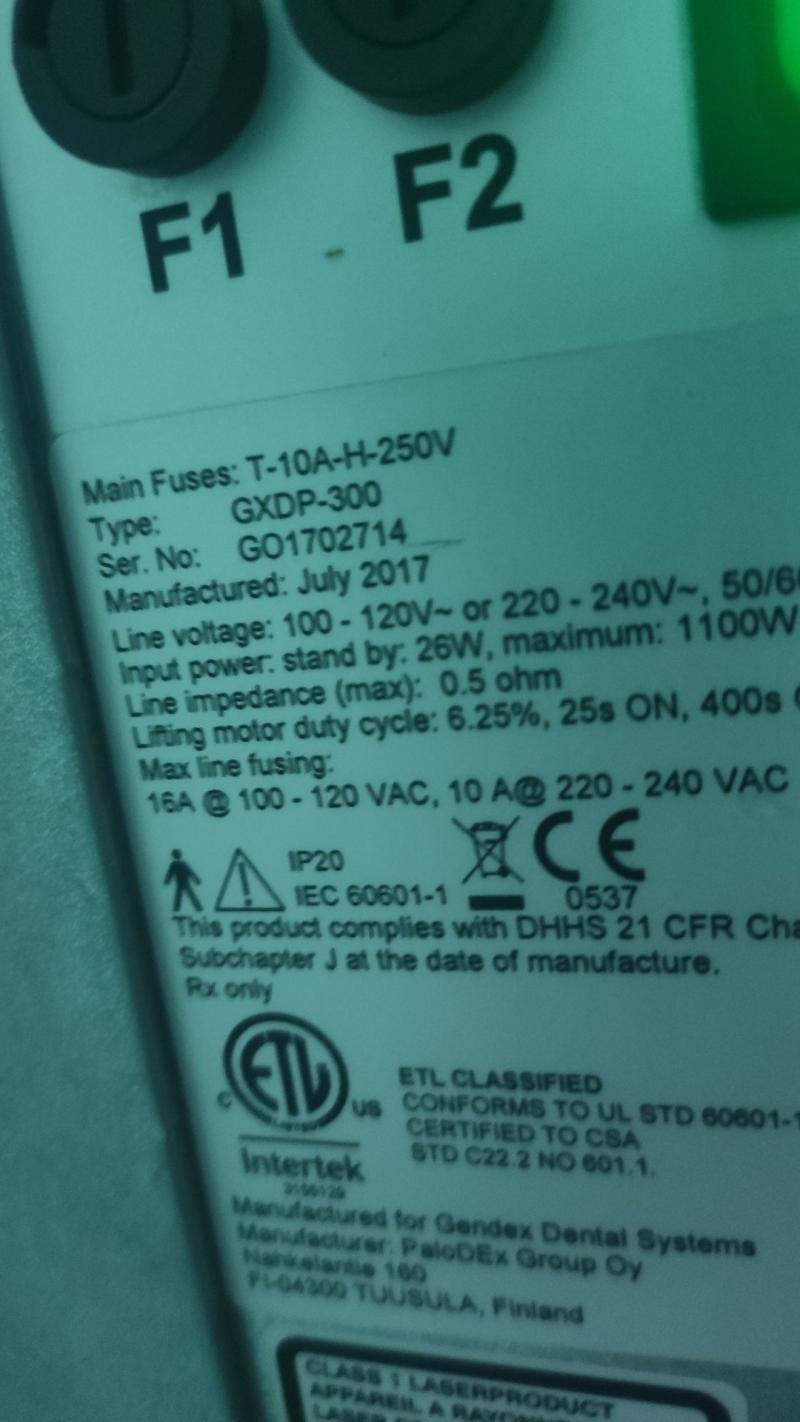 F1 F2
Main Fuses: T-10A-H-250V
Type: GXDP-300
Ser. No: GO1702714
Manufactured: July 2017
Line voltage: 100 - 120V~ or 220 - 240V~, 50/6
Input power: stand by: 26W, maximum: 1100W
Line impedance (max): 0.5 ohm
Lifting motor duty cycle: 6.25%, 25s ON, 400s
Max line fusing:
16A @ 100 - 120 VAC, 10 A@ 220 - 240 VAC
IP20
IEC 60601-1
CE
0537
This product complies with DHHS 21 CFR
Subchapter J at the date of manufacture.
Rx only
ETL
C US
Intertek
ETL CLASSIFIED
CONFORMS TO UL STD 60601-1
CERTIFIED TO CSA
STD C22.2 NO 601.1.
Manufactured for Gendex Dental Systems
Manufacturer: PaloDEx Group Oy
Nahkelantie 160
FI-04300 TUUSULA, Finland
CLASS 1 LASERPRODUCT
APPAREIL A
LASER